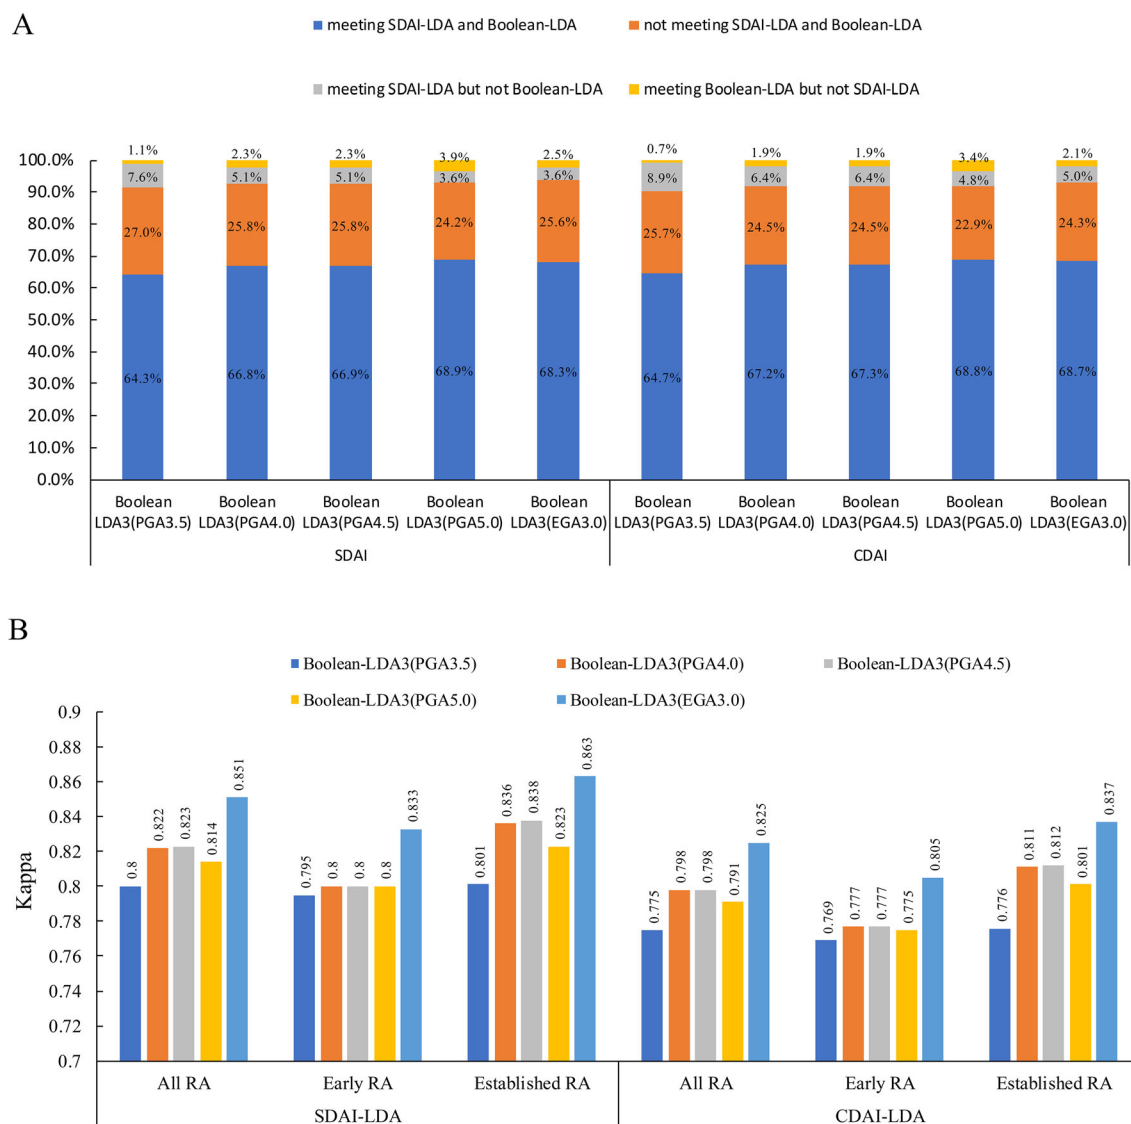 A
meeting SDAI-LDA and Boolean-LDA
not meeting SDAI-LDA and Boolean-LDA
meeting SDAI-LDA but not Boolean-LDA
meeting Boolean-LDA but not SDAI-LDA
1.1% 2.3% 2.3% 3.9% 2.5% 0.7% 1.9% 1.9% 3.4% 2.1%
100.0%
7.6% 5.1% 5.1% 3.6% 3.6% 8.9% 6.4% 6.4% 4.8% 5.0%
90.0%
80.0%
27.0% 25.8% 25.8% 24.2% 25.6% 25.7% 24.5% 24.5% 22.9% 24.3%
70.0%
60.0%
50.0%
40.0%
64.3% 66.8% 66.9% 68.9% 68.3% 64.7% 67.2% 67.3% 68.8% 68.7%
30.0%
20.0%
10.0%
0.0%
Boolean Boolean Boolean Boolean Boolean Boolean Boolean Boolean Boolean Boolean
LDA3(PGA3.5) LDA3(PGA4.0) LDA3(PGA4.5) LDA3(PGA5.0) LDA3(EGA3.0) LDA3(PGA3.5) LDA3(PGA4.0) LDA3(PGA4.5) LDA3(PGA5.0) LDA3(EGA3.0)
SDAI CDAI
B
Boolean-LDA3(PGA3.5) Boolean-LDA3(PGA4.0) Boolean-LDA3(PGA4.5)
Boolean-LDA3(PGA5.0) Boolean-LDA3(EGA3.0)
Kappa
0.9
0.88
0.86
0.84
0.82
0.8
0.78
0.76
0.74
0.72
0.7
0.8 0.822 0.823 0.814 0.851
0.795 0.8 0.8 0.8 0.833
0.801 0.836 0.838 0.823 0.863
0.775 0.798 0.798 0.791 0.825
0.769 0.777 0.777 0.775 0.805
0.776 0.811 0.812 0.801 0.837
All RA Early RA Established RA All RA Early RA Established RA
SDAI-LDA CDAI-LDA